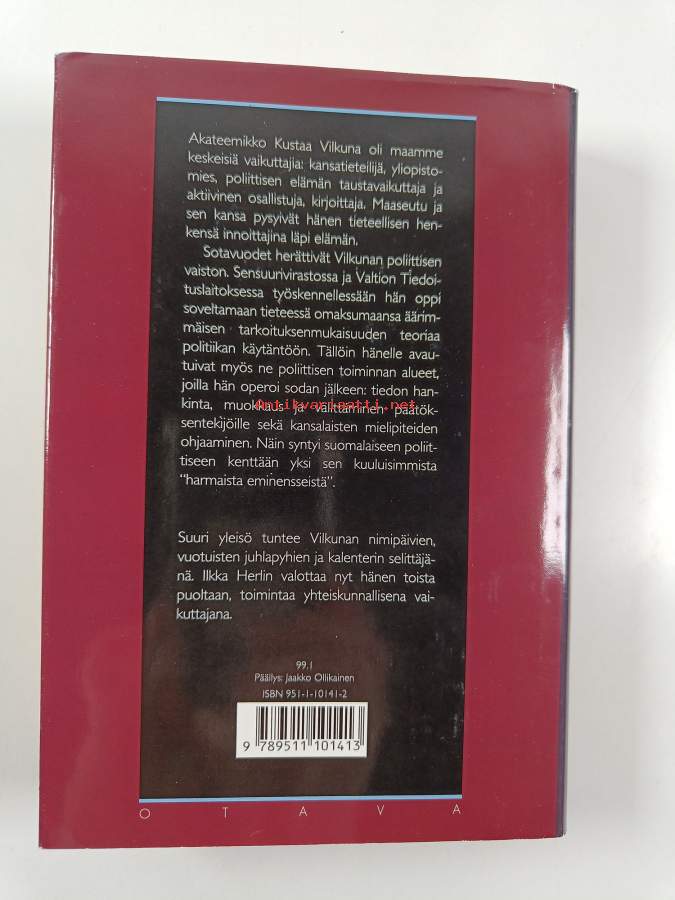 Akateemikko Kustaa Vilkuna oli maamme
keskeisiä vaikuttajia: kansatieteilijä, yliopisto-
mies, poliittisen elämän taustavaikuttaja ja
aktiivinen osallistuja, kirjoittaja. Maaseutu ja
sen kansa pysyivät hänen tieteellisen hen-
kensä innoittajina läpi elämän.
Sotavuodet herättivät Vilkunan poliittisen
vaiston. Sensuurivirastossa ja Valtion Tiedoi-
tuslaitoksessa työskennellessään hän oppi
soveltamaan tieteessä omaksumaansa äärim-
mäisen tarkoituksenmukaisuuden teoriaa
politiikan käytäntöön. Tällöin hänelle avau-
tuivat myös ne poliittisen toiminnan alueet,
joilla hän operoi sodan jälkeen: tiedon han-
kinta, muokkaus ja välittäminen päätök-
sentekijöille sekä kansalaisten mielipiteiden
ohjaaminen. Näin syntyi suomalaiseen poliit-
tiseen kenttään yksi sen kuuluisimmista
"harmaista eminensseistä".
Antikvariaatti.net
Suuri yleisö tuntee Vilkunan nimipäivien,
vuotuisten juhlapyhien ja kalenterin selittäjä-
nä. Ilkka Herlin valottaa nyt hänen toista
puoltaan, toimintaa yhteiskunnallisena vai-
kuttajana.
99.1
Päällys: Jaakko Ollikainen
ISBN 951-1-10141-2
9 789511 101413
OTAVA